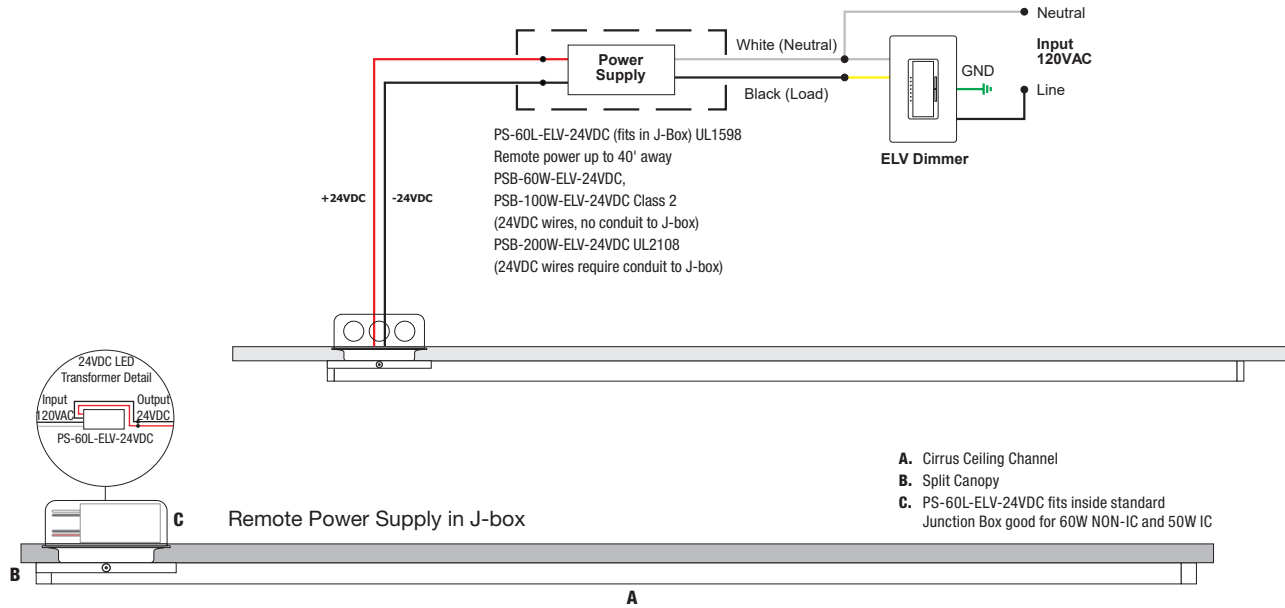 Neutral
Input
120VAC
Line
White (Neutral)
Power
Supply
GND
Black (Load)
ELV Dimmer
PS-60L-ELV-24VDC (fits in J-Box) UL1598
Remote power up to 40' away
PSB-60W-ELV-24VDC,
PSB-100W-ELV-24VDC Class 2
(24VDC wires, no conduit to J-box)
PSB-200W-ELV-24VDC UL2108
(24VDC wires require conduit to J-box)
+24VDC
-24VDC
24VDC LED
Transformer Detail
Input
120VAC
Output
24VDC
PS-60L-ELV-24VDC
A. Cirrus Ceiling Channel
B. Split Canopy
C. PS-60L-ELV-24VDC fits inside standard
Junction Box good for 60W NON-IC and 50W IC
C
Remote Power Supply in J-box
B
A